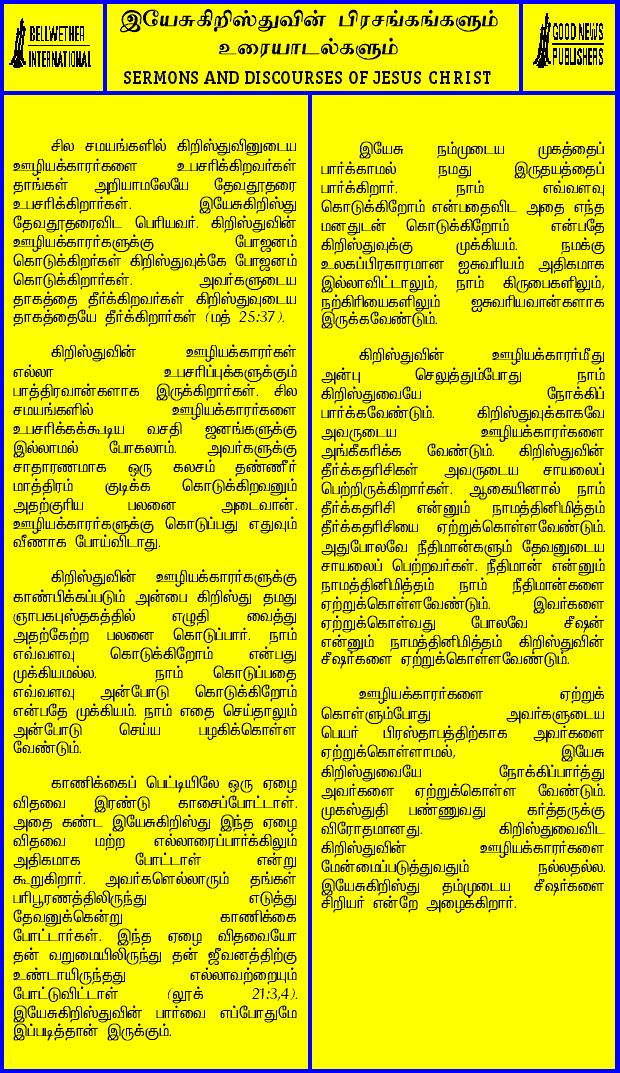 BELLWETHER
INTERNATIONAL
இயேசுகிறிஸ்துவின் பிரசங்கங்களும்
உரையாடல்களும்
SERMONS AND DISCOURSES OF JESUS CHRIST
GOOD NEWS
PUBLISHERS
சில சமயங்களில் கிறிஸ்துவினுடைய
ஊழியக்காரர்களை உபசரிக்கிறவர்கள்
தாங்கள் அறியாமலேயே தேவதூதரை
உபசரிக்கிறார்கள். இயேசுகிறிஸ்து
தேவதூதரைவிட பெரியவர். கிறிஸ்துவின்
ஊழியக்காரர்களுக்கு போஜனம்
கொடுக்கிறர்கள் கிறிஸ்துவுக்கே போஜனம்
கொடுக்கிறார்கள். அவர்களுடைய
தாகத்தை தீர்க்கிறவர்கள் கிறிஸ்துவுடைய
தாகத்தையே தீர்க்கிறார்கள் (மத் 25:37).
கிறிஸ்துவின் ஊழியக்காரர்கள்
எல்லா உபசரிப்புக்களுக்கும்
பாத்திரவான்களாக இருக்கிறார்கள். சில
சமயங்களில் ஊழியக்காரர்களை
உபசரிக்கக்கூடிய வசதி ஜனங்களுக்கு
இல்லாமல் போகலாம். அவர்களுக்கு
சாதாரணமாக ஒரு கலசம் தண்ணீர்
மாத்திரம் குடிக்க கொடுக்கிறவனும்
அதற்குரிய பலனை அடைவான்.
ஊழியக்காரர்களுக்கு கொடுப்பது எதுவும்
வீணாக போய்விடாது.
கிறிஸ்துவின் ஊழியக்காரர்களுக்கு
காண்பிக்கப்படும் அன்பை கிறிஸ்து தமது
ஞாபகபுஸ்தகத்தில் எழுதி வைத்து
அதற்கேற்ற பலனை கொடுப்பார். நாம்
எவ்வளவு கொடுக்கிறோம் என்பது
முக்கியமல்ல. நாம் கொடுப்பதை
எவ்வளவு அன்போடு கொடுக்கிறோம்
என்பதே முக்கியம். நாம் எதை செய்தாலும்
அன்போடு செய்ய பழகிக்கொள்ள
வேண்டும்.
காணிக்கைப் பெட்டியிலே ஒரு ஏழை
விதவை இரண்டு காசைப்போட்டாள்.
அதை கண்ட இயேசுகிறிஸ்து இந்த ஏழை
விதவை மற்ற எல்லாரைப்பார்க்கிலும்
அதிகமாக போட்டாள் என்று
கூறுகிறார். அவர்களெல்லாரும் தங்கள்
பரிபூரணத்திலிருந்து எடுத்து
தேவனுக்கென்று காணிக்கை
போட்டார்கள். இந்த ஏழை விதவையோ
தன் வறுமையிலிருந்து தன் ஜீவனத்திற்கு
உண்டாயிருந்தது எல்லாவற்றையும்
போட்டுவிட்டாள் (லூக் 21:3,4).
இயேசுகிறிஸ்துவின் பார்வை எப்போதுமே
இப்படித்தான் இருக்கும்.
இயேசு நம்முடைய முகத்தைப்
பார்க்காமல் நமது இருதயத்தைப்
பார்க்கிறார். நாம் எவ்வளவு
கொடுக்கிறோம் என்பதைவிட அதை எந்த
மனதுடன் கொடுக்கிறோம் என்பதே
கிறிஸ்துவுக்கு முக்கியம். நமக்கு
உலகப்பிரகாரமான ஐசுவரியம் அதிகமாக
இல்லாவிட்டாலும், நாம் கிருபைகளிலும்,
நற்கிரியைகளிலும் ஐசுவரியவான்களாக
இருக்கவேண்டும்.
கிறிஸ்துவின் ஊழியக்காரர்மீது
அன்பு செலுத்தும்போது நாம்
கிறிஸ்துவையே நோக்கிப்
பார்க்கவேண்டும். கிறிஸ்துவுக்காகவே
அவருடைய ஊழியக்காரர்களை
அங்கீகரிக்க வேண்டும். கிறிஸ்துவின்
தீர்க்கதரிசிகள் அவருடைய சாயலைப்
பெற்றிருக்கிறார்கள். ஆகையினால் நாம்
தீர்க்கதரிசி என்னும் நாமத்தினிமித்தம்
தீர்க்கதரிசியை ஏற்றுக்கொள்ளவேண்டும்.
அதுபோலவே நீதிமான்களும் தேவனுடைய
சாயலைப் பெற்றவர்கள். நீதிமான் என்னும்
நாமத்தினிமித்தம் நாம் நீதிமான்களை
ஏற்றுக்கொள்ளவேண்டும். இவர்களை
ஏற்றுக்கொள்வது போலவே சீஷன்
என்னும் நாமத்தினிமித்தம் கிறிஸ்துவின்
சீஷர்களை ஏற்றுக்கொள்ளவேண்டும்.
ஊழியக்காரர்களை ஏற்றுக்
கொள்ளும்போது அவர்களுடைய
பெயர் பிரஸ்தாபத்திற்காக அவர்களை
ஏற்றுக்கொள்ளாமல், இயேசு
கிறிஸ்துவையே நோக்கிப்பார்த்து
அவர்களை ஏற்றுக்கொள்ள வேண்டும்.
முகஸ்துதி பண்ணுவது கர்த்தருக்கு
விரோதமானது. கிறிஸ்துவைவிட
கிறிஸ்துவின் ஊழியக்காரர்களை
மேன்மைப்படுத்துவதும் நல்லதல்ல.
இயேசுகிறிஸ்து தம்முடைய சீஷர்களை
சிறியர் என்றே அழைக்கிறார்.